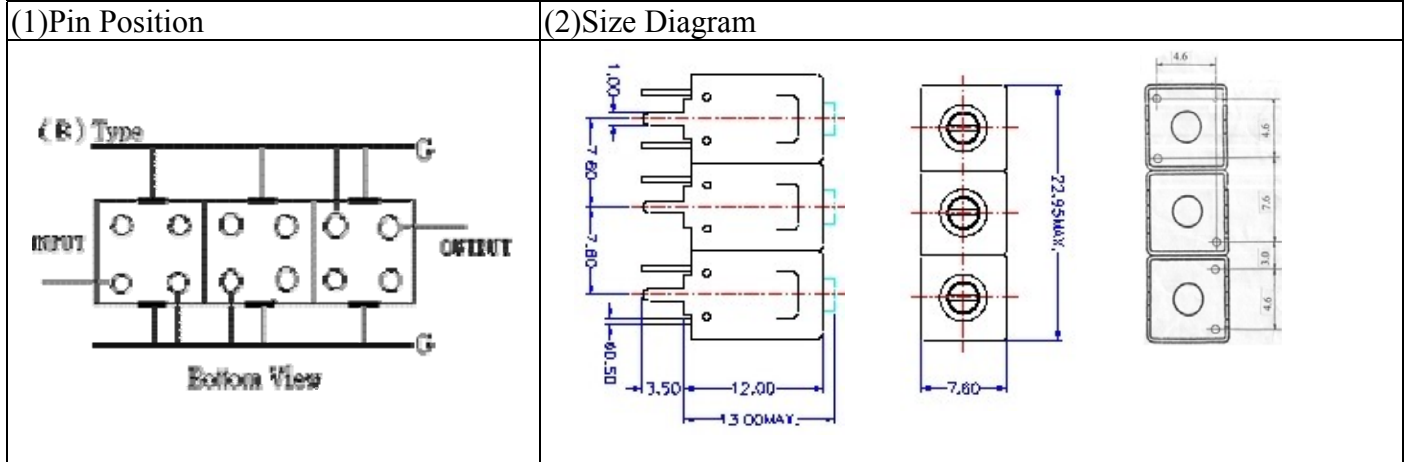 (1)Pin Position
(2)Size Diagram
(B) Type
G
INPUT
OUTPUT
G
Bottom View
1.00
7.60
7.60
ø0.50
3.50
12.00
13.00MAX.
22.95MAX.
7.60
4.6
4.6
7.6
3.0
4.6